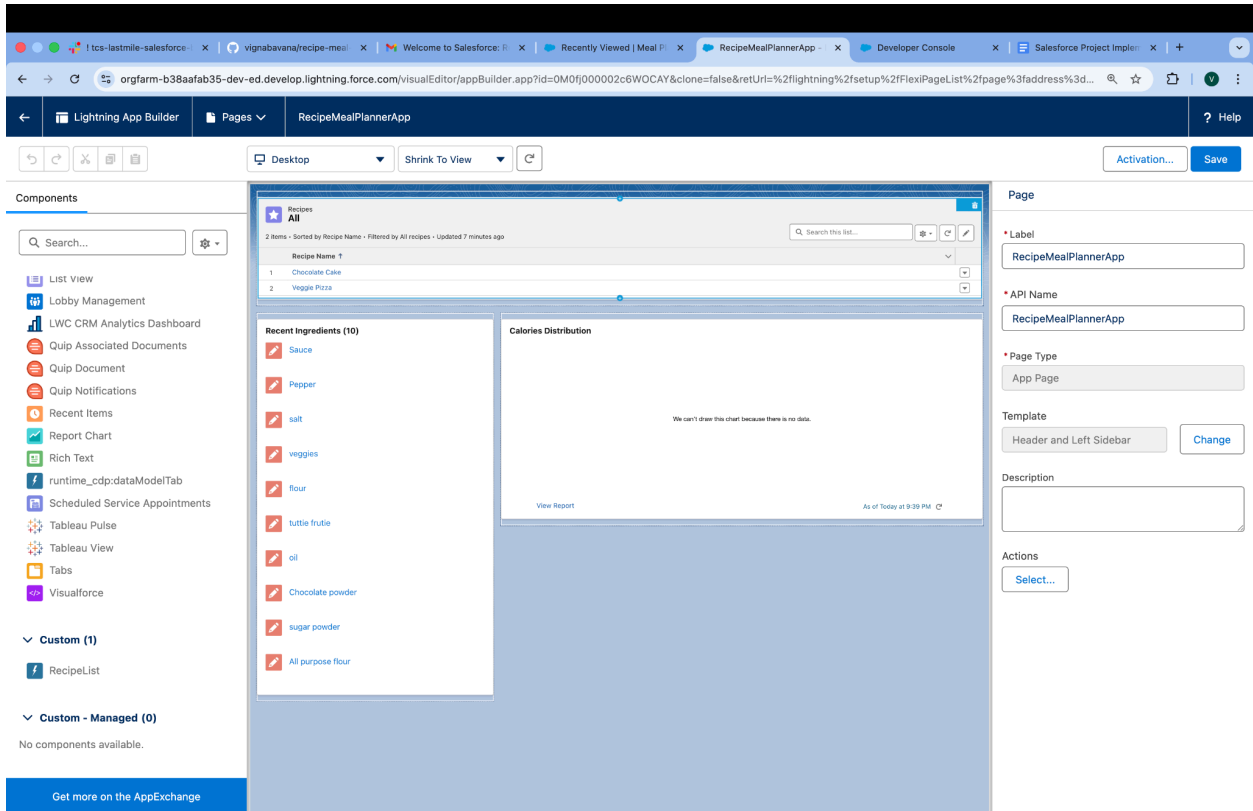 ! tcs-lastmile-salesforce-
vignabavana/recipe-meal
Welcome to Salesforce: R
Recently Viewed | Meal Pl
RecipeMealPlannerApp -
Developer Console
Salesforce Project Implem
orgfarm-b38aafab35-dev-ed.develop.lightning.force.com/visualEditor/appBuilder.app?id=0M0fj000002c6WOCAY&clone=false&retUrl=%2flightning%2fsetup%2fFlexiPageList%2fpage%3faddress%3d...
V
Lightning App Builder
Pages
RecipeMealPlannerApp
? Help
Desktop
Shrink To View
Activation...
Save
Components
Search...
List View
Lobby Management
LWC CRM Analytics Dashboard
Quip Associated Documents
Quip Document
Quip Notifications
Recent Items
Report Chart
Rich Text
runtime_cdp:dataModelTab
Scheduled Service Appointments
Tableau Pulse
Tableau View
Tabs
Visualforce
Custom (1)
RecipeList
Custom - Managed (0)
No components available.
Get more on the AppExchange
Recipes
All
2 items • Sorted by Recipe Name • Filtered by All recipes • Updated 7 minutes ago
Search this list...
Recipe Name ↑
1 Chocolate Cake
2 Veggie Pizza
Recent Ingredients (10)
Sauce
Pepper
salt
veggies
flour
tuttie frutie
oil
Chocolate powder
sugar powder
All purpose flour
Calories Distribution
We can't draw this chart because there is no data.
View Report
As of Today at 9:39 PM
Page
* Label
RecipeMealPlannerApp
* API Name
RecipeMealPlannerApp
* Page Type
App Page
Template
Header and Left Sidebar
Change
Description
Actions
Select...